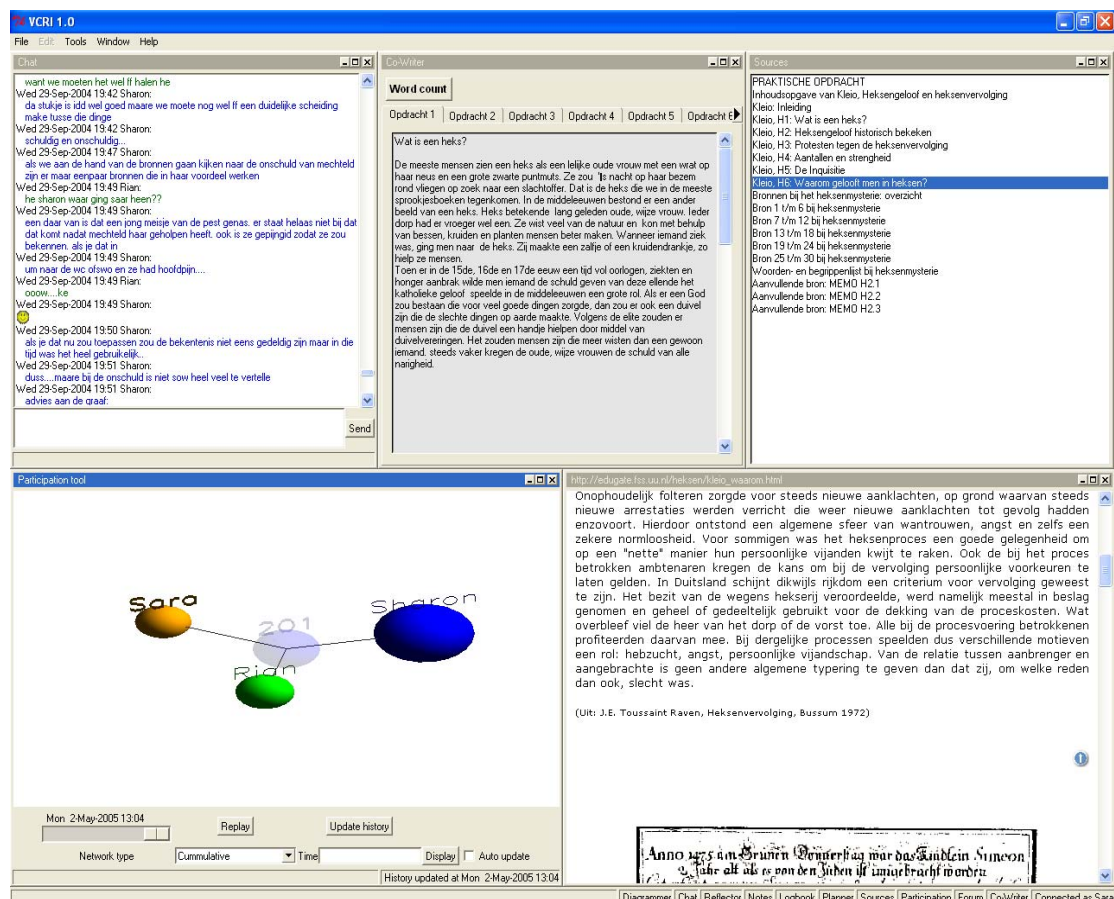 VCRI 1.0
File Edit Tools Window Help
Chat
want we moeten het wel ff halen he
Wed 29-Sep-2004 19:42 Sharon:
da stukje is idd wel goed maare we moete nog wel ff een duidelijke scheiding
make tusse die dinge
Wed 29-Sep-2004 19:42 Sharon:
schuldig en onschuldig...
Wed 29-Sep-2004 19:47 Sharon:
als we aan de hand van de bronnen gaan kijken naar de onschuld van mechteld
zijn er maar eenpaar bronnen die in haar voordeel werken
Wed 29-Sep-2004 19:49 Rian:
he sharon waar ging saar heen??
Wed 29-Sep-2004 19:49 Sharon:
een daar van is dat een jong meisje van de pest genas. er staat helaas niet bij dat
dat komt nadat mechteld haar geholpen heeft. ook is ze gepijngid zodat ze zou
bekennen. als je dat in
Wed 29-Sep-2004 19:49 Sharon:
um naar de wc ofswo en ze had hoofdpijn....
Wed 29-Sep-2004 19:49 Rian:
ooow....ke
Wed 29-Sep-2004 19:49 Sharon:
Wed 29-Sep-2004 19:50 Sharon:
als je dat nu zou toepassen zou de bekentenis niet eens gedeldig zijn maar in die
tijd was het heel gebruikelijk..
Wed 29-Sep-2004 19:51 Sharon:
duss....maare bij de onschuld is niet sow heel veel te vertelle
Wed 29-Sep-2004 19:51 Sharon:
advies aan de graaf:
Send
Co-Writer
Word count
Opdracht 1 Opdracht 2 Opdracht 3 Opdracht 4 Opdracht 5 Opdracht 6
Wat is een heks?
De meeste mensen zien een heks als een lelijke oude vrouw met een wrat op
haar neus en een grote zwarte puntmuts. Ze zou 's nacht op haar bezem
rond vliegen op zoek naar een slachtoffer. Dat is de heks die we in de meeste
sprookjesboeken tegenkomen. In de middeleeuwen bestond er een ander
beeld van een heks. Heks betekende lang geleden oude, wijze vrouw. Ieder
dorp had er vroeger wel een. Ze wist veel van de natuur en kon met behulp
van bessen, kruiden en planten mensen beter maken. Wanneer iemand ziek
was, ging men naar de heks. Zij maakte een zalfje of een kruidendrankje, zo
hielp ze mensen.
Toen er in de 15de, 16de en 17de eeuw een tijd vol oorlogen, ziekten en
honger aanbrak wilde men iemand de schuld geven van deze ellende het
katholieke geloof speelde in de middeleeuwen een grote rol. Als er een God
zou bestaan die voor veel goede dingen zorgde, dan zou er ook een duivel
zijn die de slechte dingen op aarde maakte. Volgens de elite zouden er
mensen zijn die de duivel een handje hielpen door middel van
duivelvereringen. Het zouden mensen zijn die meer wisten dan een gewoon
iemand. steeds vaker kregen de oude, wijze vrouwen de schuld van alle
narigheid.
Sources
PRAKTISCHE OPDRACHT
Inhoudsopgave van Kleio, Heksengeloof en heksenvervolging
Kleio: Inleiding
Kleio, H1: Wat is een heks?
Kleio, H2: Heksengeloof historisch bekeken
Kleio, H3: Protesten tegen de heksenvervolging
Kleio, H4: Aantallen en strengheid
Kleio, H5: De Inquisitie
Kleio, H6: Waarom gelooft men in heksen?
Bronnen bij het heksenmysterie: overzicht
Bron 1 t/m 6 bij heksenmysterie
Bron 7 t/m 12 bij heksenmysterie
Bron 13 t/m 18 bij heksenmysterie
Bron 19 t/m 24 bij heksenmysterie
Bron 25 t/m 30 bij heksenmysterie
Woorden- en begrippenlijst bij heksenmysterie
Aanvullende bron: MEMO H2.1
Aanvullende bron: MEMO H2.2
Aanvullende bron: MEMO H2.3
Participation tool
Sara
Sharon
201
Rian
Mon 2-May-2005 13:04
Replay
Update history
Network type Cummulative Time Display Auto update
History updated at Mon 2-May-2005 13:04
http://edugate.fss.uu.nl/heksen/kleio_waarom.html
Onophoudelijk folteren zorgde voor steeds nieuwe aanklachten, op grond waarvan steeds
nieuwe arrestaties werden verricht die weer nieuwe aanklachten tot gevolg hadden
enzovoort. Hierdoor ontstond een algemene sfeer van wantrouwen, angst en zelfs een
zekere normloosheid. Voor sommigen was het heksenproces een goede gelegenheid om
op een "nette" manier hun persoonlijke vijanden kwijt te raken. Ook de bij het proces
betrokken ambtenaren kregen de kans om bij de vervolging persoonlijke voorkeuren te
laten gelden. In Duitsland schijnt dikwijls rijkdom een criterium voor vervolging geweest
te zijn. Het bezit van de wegens hekserij veroordeelde, werd namelijk meestal in beslag
genomen en geheel of gedeeltelijk gebruikt voor de dekking van de proceskosten. Wat
overbleef viel de heer van het dorp of de vorst toe. Alle bij de procesvoering betrokkenen
profiteerden daarvan mee. Bij dergelijke processen speelden dus verschillende motieven
een rol: hebzucht, angst, persoonlijke vijandschap. Van de relatie tussen aanbrenger en
aangebrachte is geen andere algemene typering te geven dan dat zij, om welke reden
dan ook, slecht was.
(Uit: J.E. Toussaint Raven, Heksenvervolging, Bussum 1972)
Anno 1475 am Grünen Donnerstag war das Kindlein Simeon
2 Jahr alt als es von den Jüden ist umgebracht worden
Diagrammer Chat Reflector Notes Logbook Planner Sources Participation Forum Co-Writer Connected as Sara